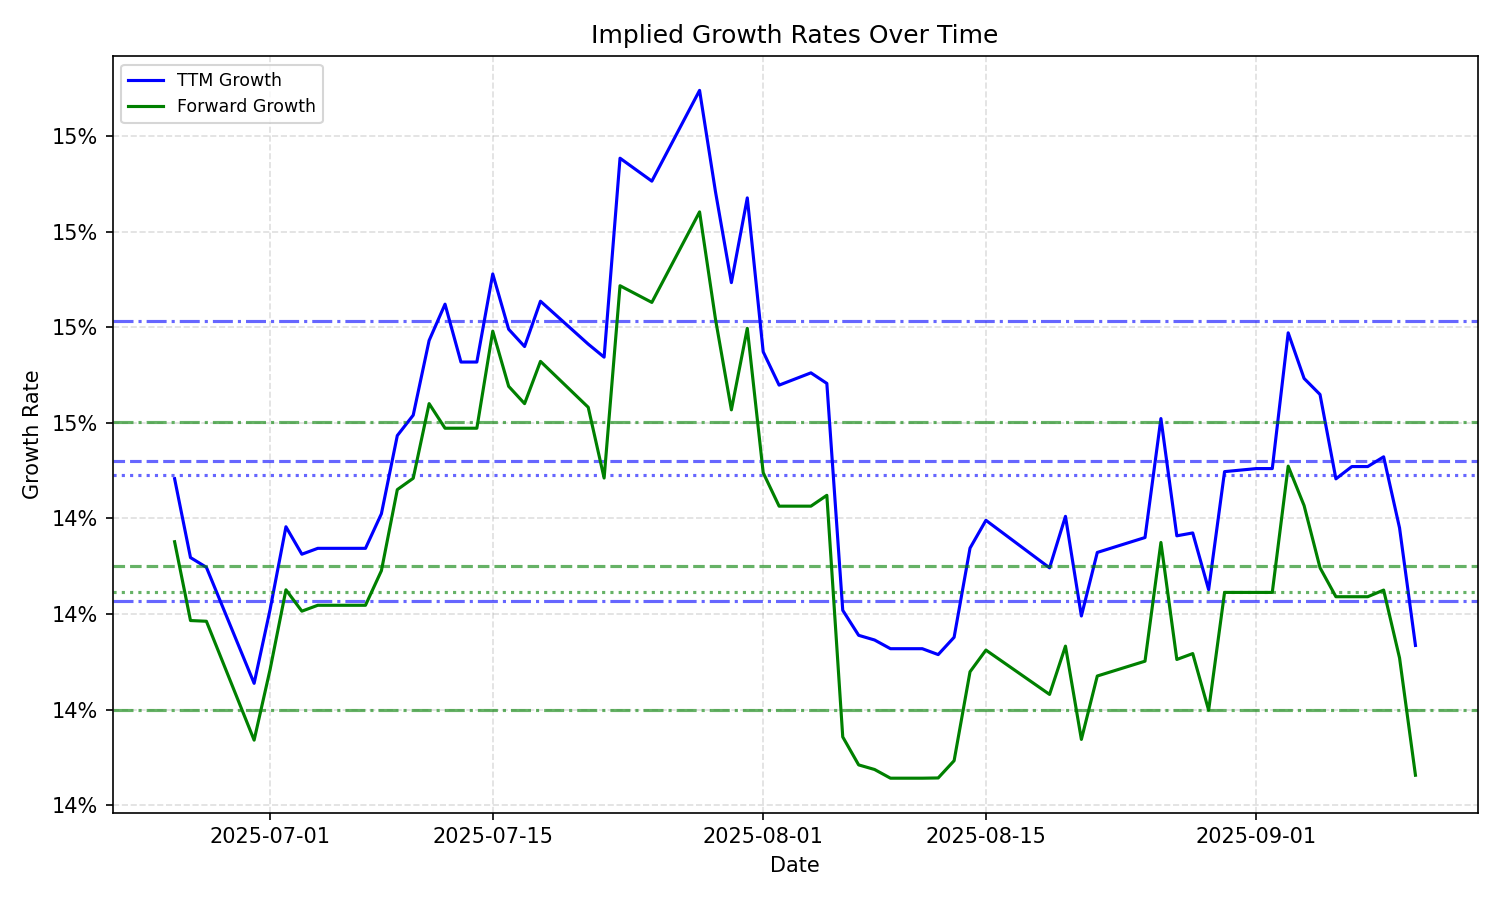 Implied Growth Rates Over Time
TTM Growth
Forward Growth
15%
15%
15%
15%
14%
14%
14%
14%
Growth Rate
2025-07-01
2025-07-15
2025-08-01
2025-08-15
2025-09-01
Date